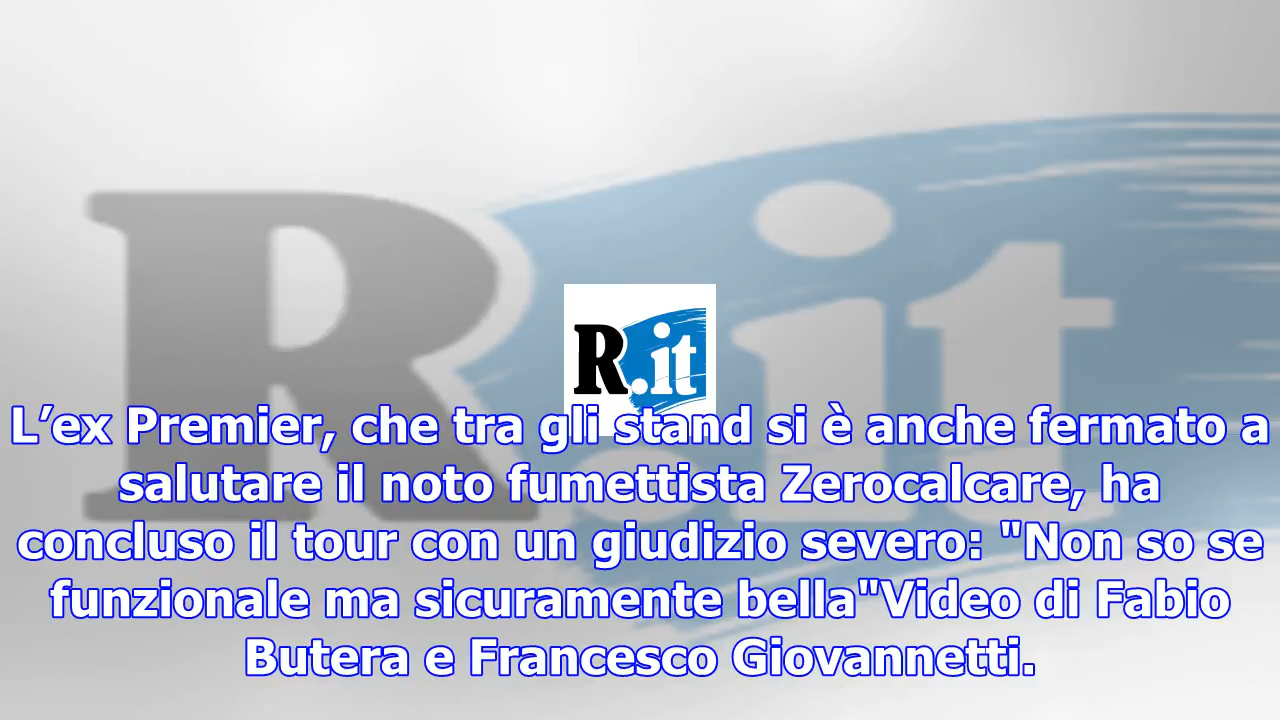 R.it
R.it
L’ex Premier, che tra gli stand si è anche fermato a
salutare il noto fumettista Zerocalcare, ha
concluso il tour con un giudizio severo: "Non so se
funzionale ma sicuramente bella"Video di Fabio
Butera e Francesco Giovannetti.